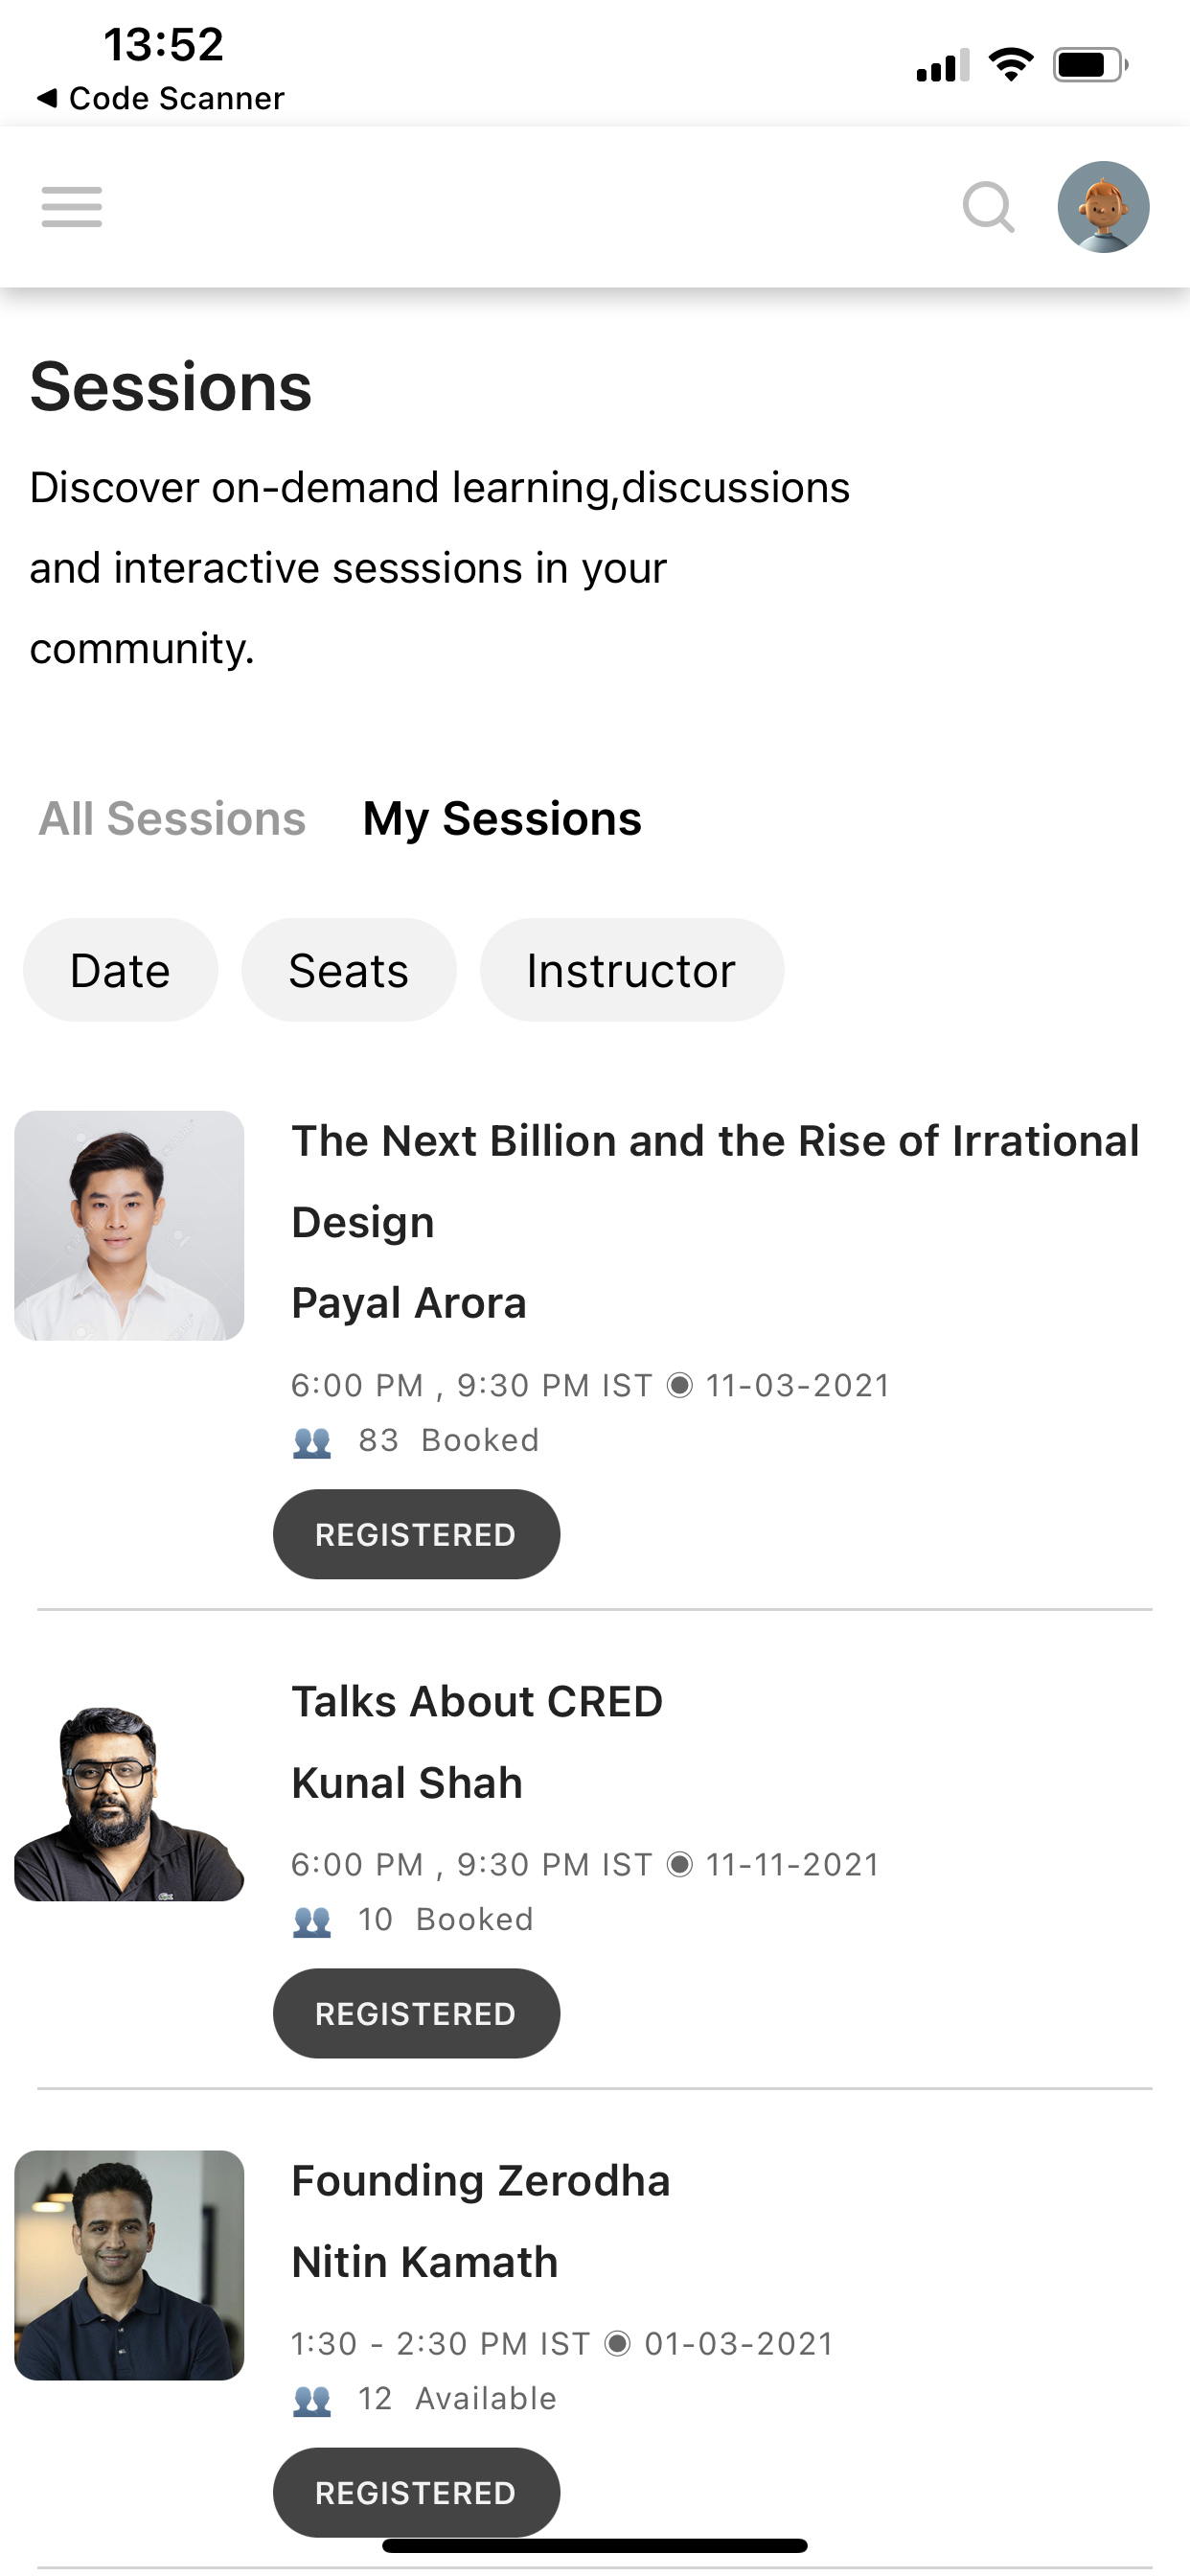 13:52
◀ Code Scanner
Sessions
Discover on-demand learning,discussions
and interactive sesssions in your
community.
All Sessions My Sessions
Date Seats Instructor
The Next Billion and the Rise of Irrational
Design
Payal Arora
6:00 PM , 9:30 PM IST ◉ 11-03-2021
👥 83 Booked
REGISTERED
Talks About CRED
Kunal Shah
6:00 PM , 9:30 PM IST ◉ 11-11-2021
👥 10 Booked
REGISTERED
Founding Zerodha
Nitin Kamath
1:30 - 2:30 PM IST ◉ 01-03-2021
👥 12 Available
REGISTERED